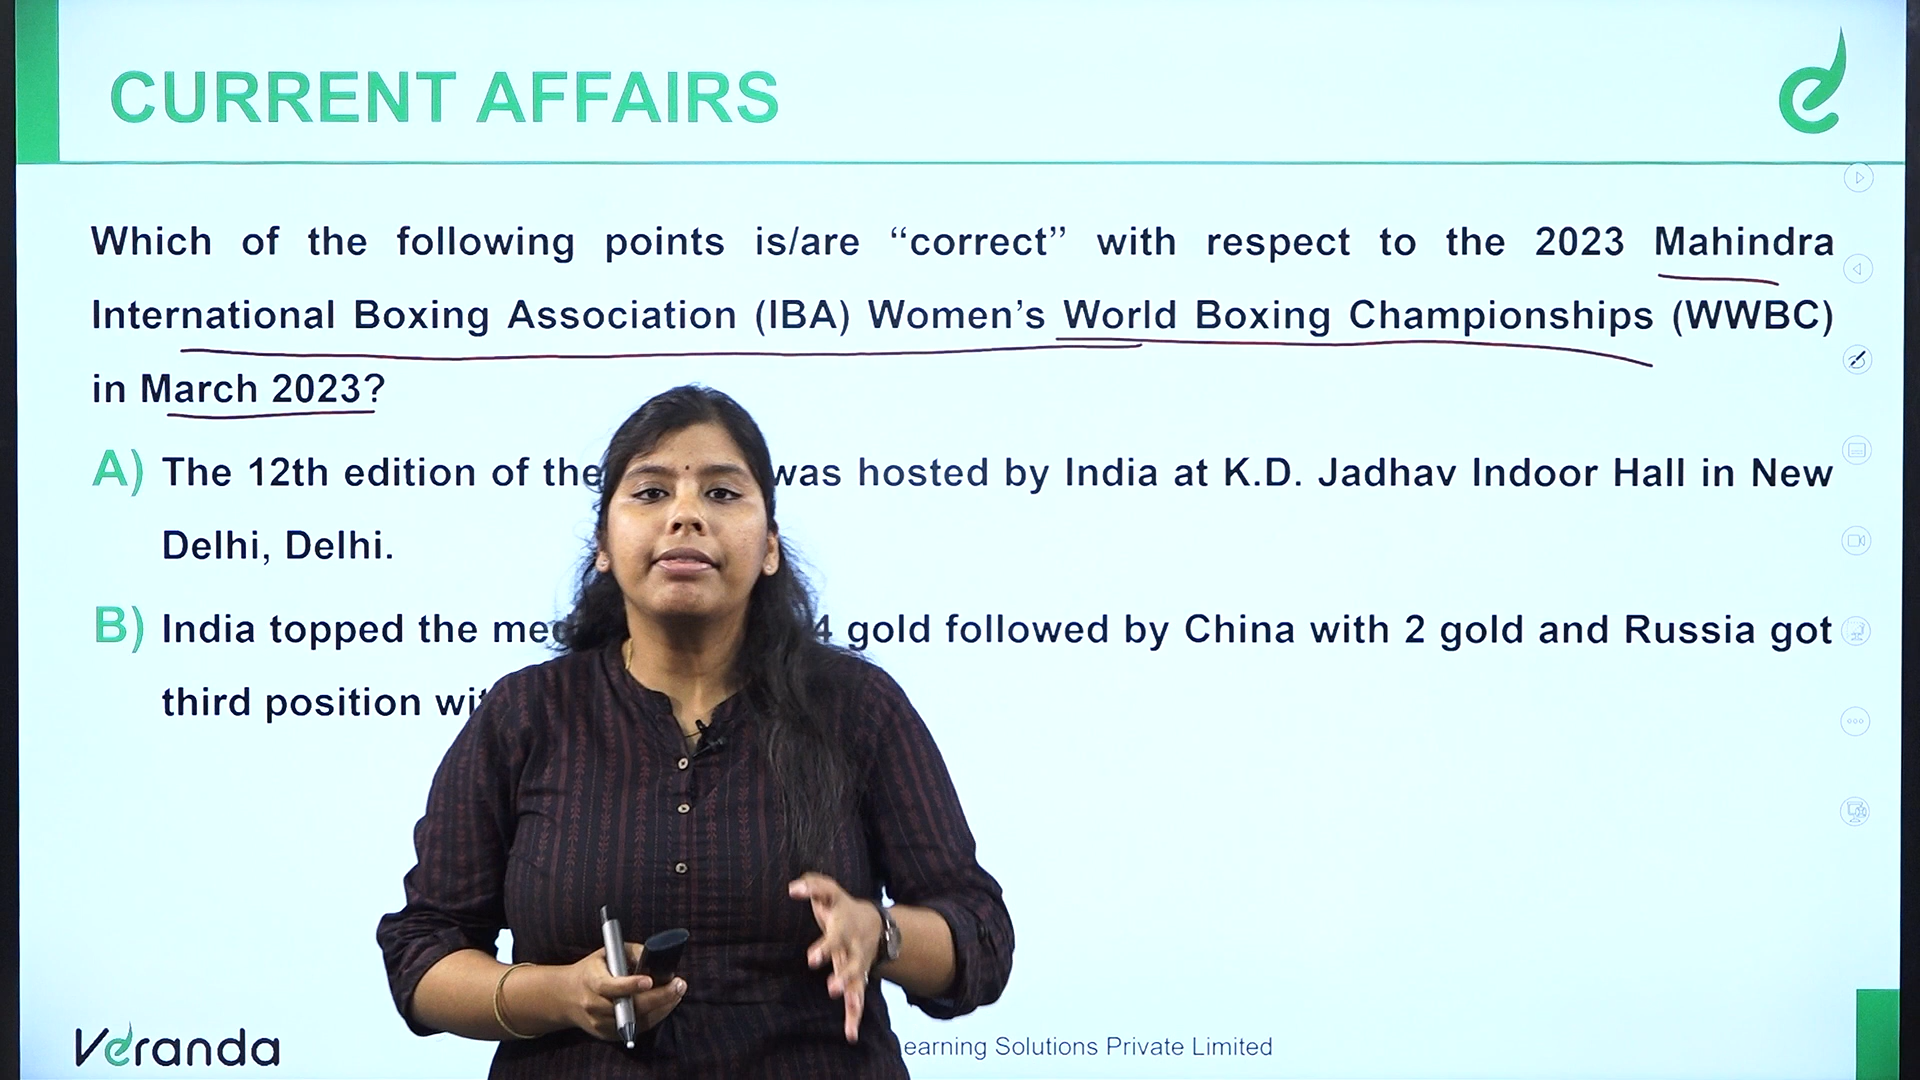 CURRENT AFFAIRS
Which of the following points is/are “correct” with respect to the 2023 Mahindra
International Boxing Association (IBA) Women’s World Boxing Championships (WWBC)
in March 2023?
A) The 12th edition of the was hosted by India at K.D. Jadhav Indoor Hall in New
Delhi, Delhi.
B) India topped the 4 gold followed by China with 2 gold and Russia got
third position
Veranda
Learning Solutions Private Limited